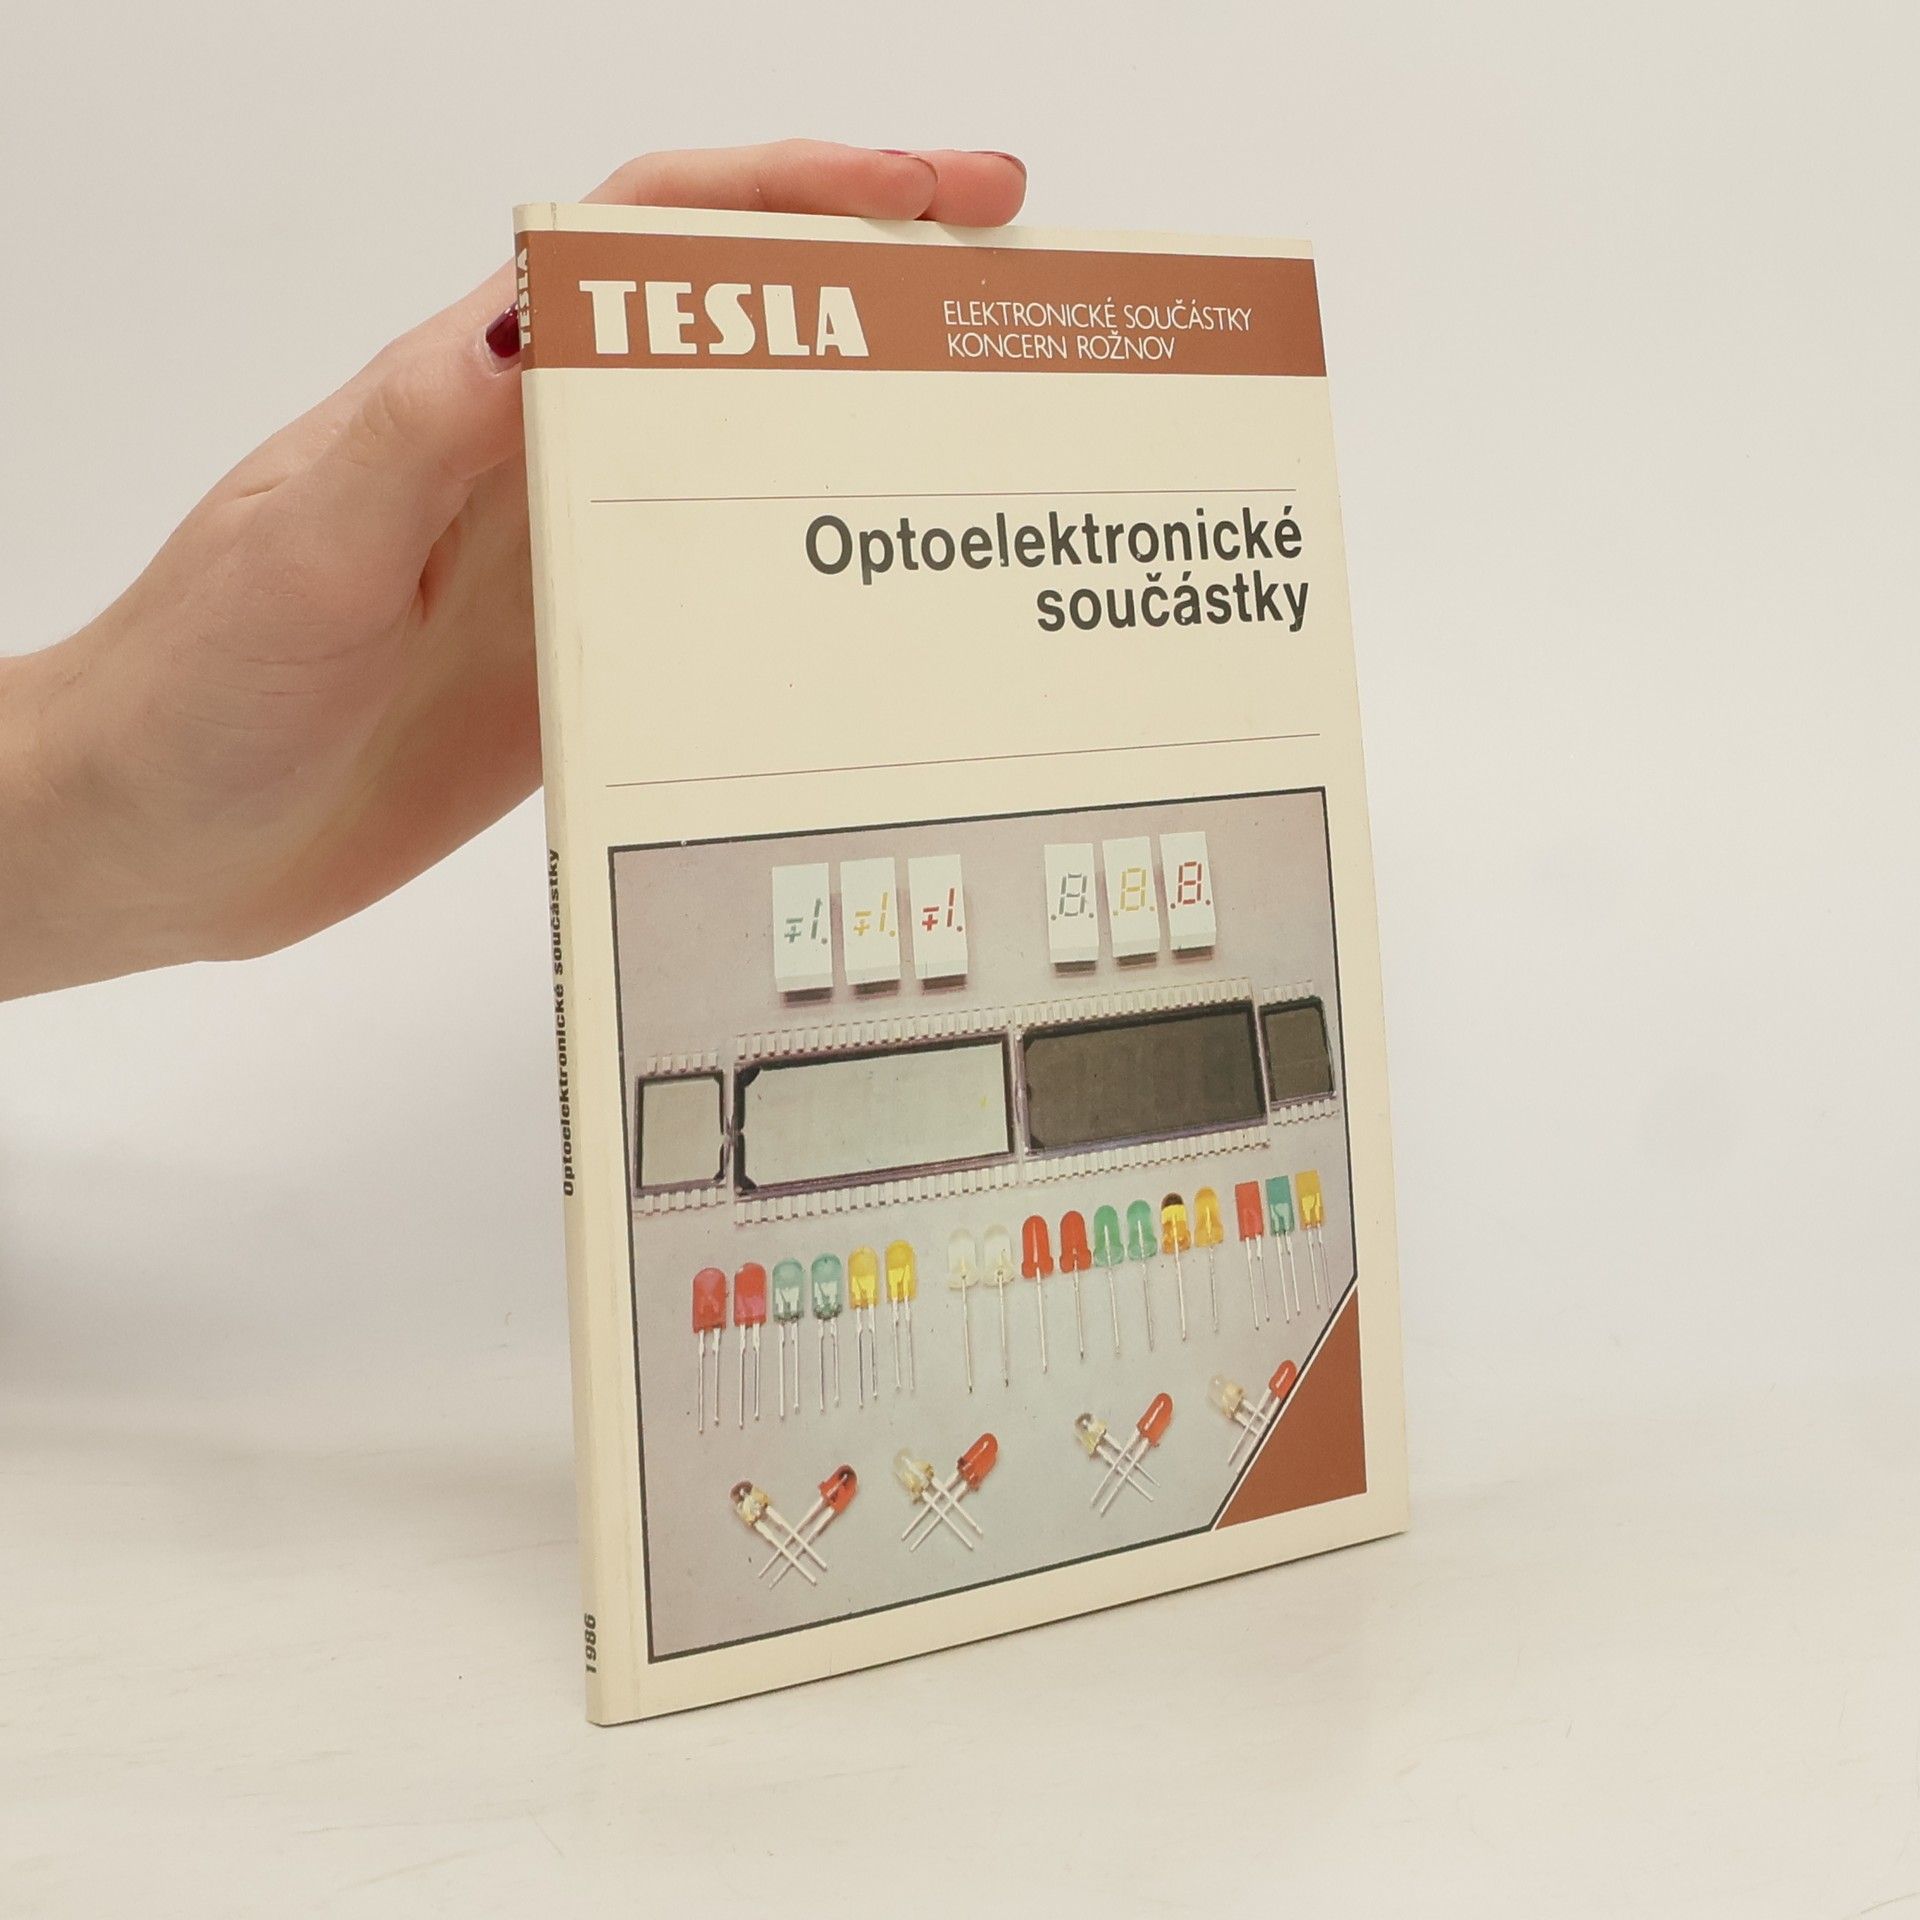 TESLA
ELEKTRONICKÉ SOUČÁSTKY
KONCERN ROŽNOV
Optoelektronické
součástky
TESLA
Optoelektronické součástky
1986